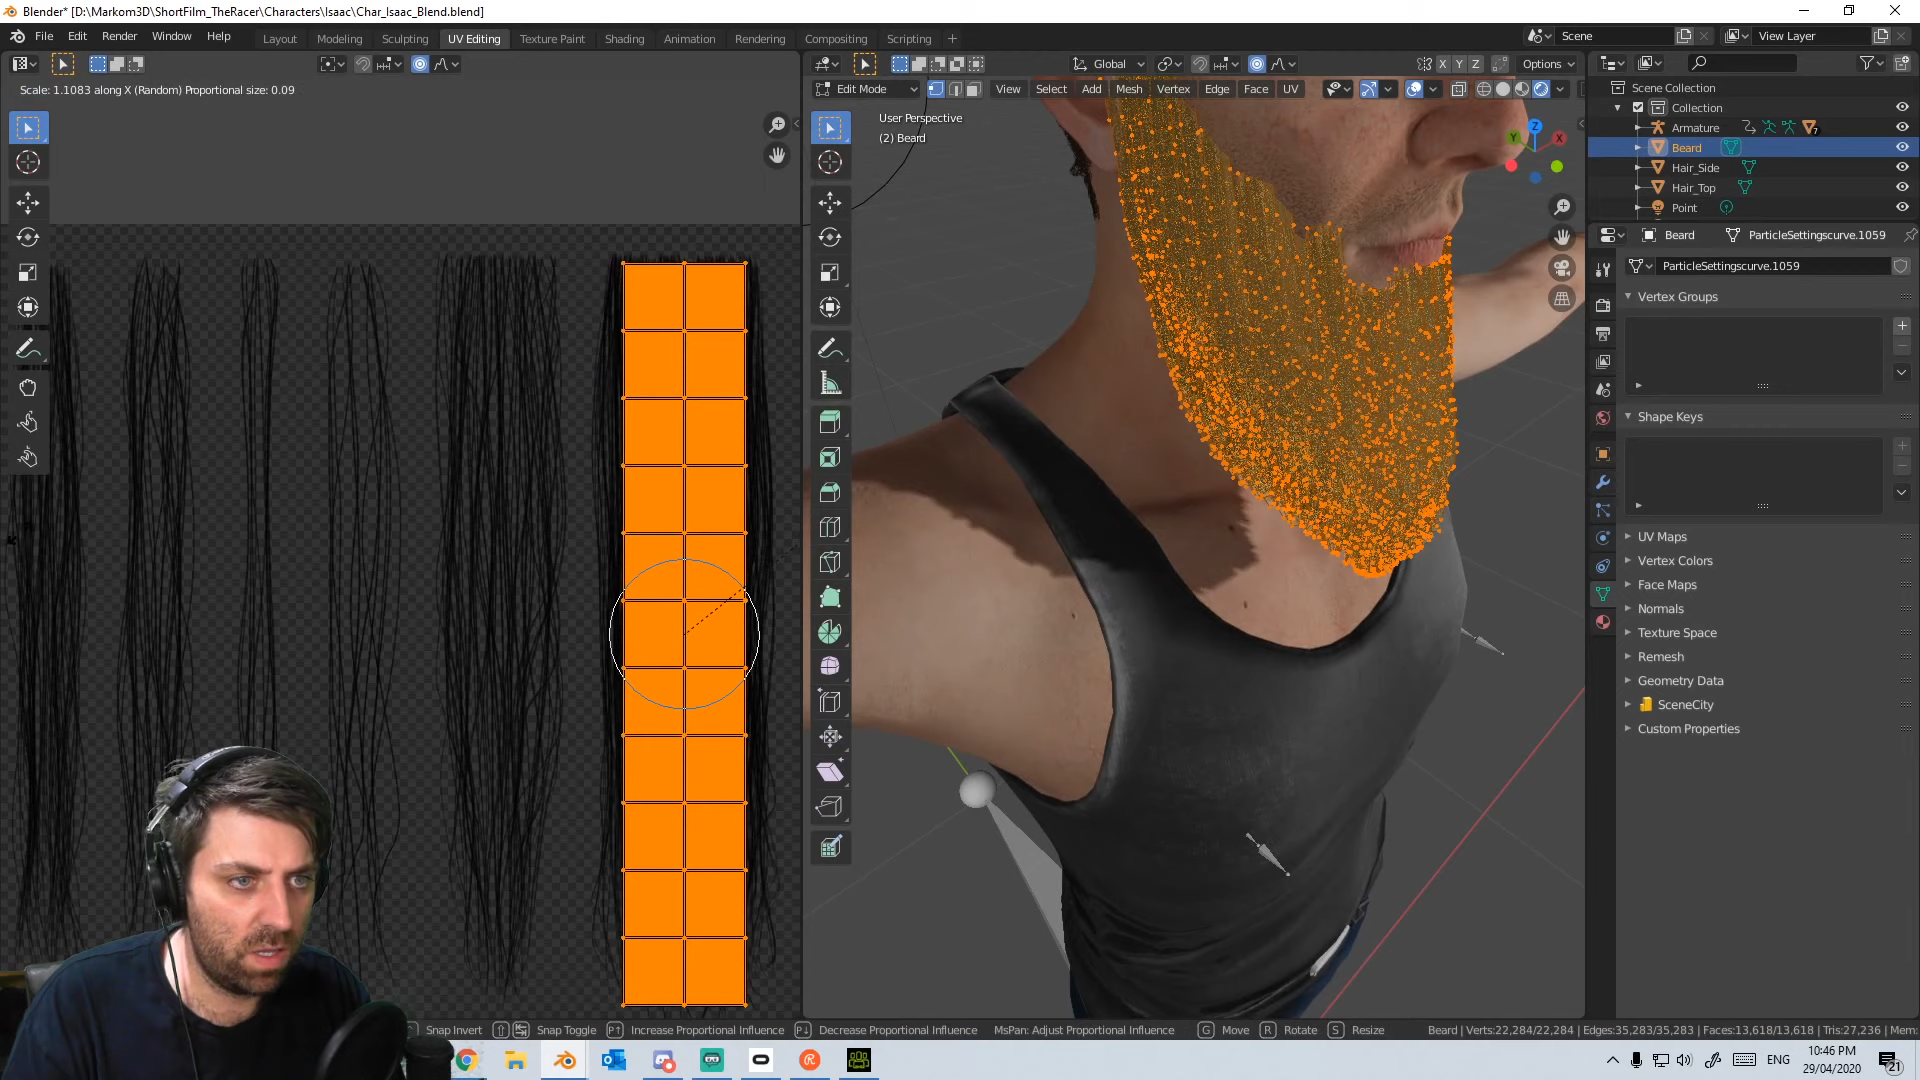 Blender* [D:\Markom3D\ShortFilm_TheRacer\Characters\Isaac\Char_Isaac_Blend.blend]
File Edit Render Window Help Layout Modeling Sculpting UV Editing Texture Paint Shading Animation Rendering Compositing Scripting Scene View Layer
Global X Y Z Options
Scale: 1.1083 along X (Random) Proportional size: 0.09
Edit Mode View Select Add Mesh Vertex Edge Face UV
User Perspective
(2) Beard
Z
Y
X
Scene Collection
Collection
Armature
7
Beard
Hair_Side
Hair_Top
Point
Beard ParticleSettingscurve.1059
ParticleSettingscurve.1059
Vertex Groups
Shape Keys
UV Maps
Vertex Colors
Face Maps
Normals
Texture Space
Remesh
Geometry Data
SceneCity
Custom Properties
Snap Invert Snap Toggle Increase Proportional Influence Decrease Proportional Influence MsPan: Adjust Proportional Influence G Move R Rotate S Resize Beard | Verts:22,284/22,284 | Edges:35,283/35,283 | Faces:13,618/13,618 | Tris:27,236 | Mem:
ENG
10:46 PM
29/04/2020
21